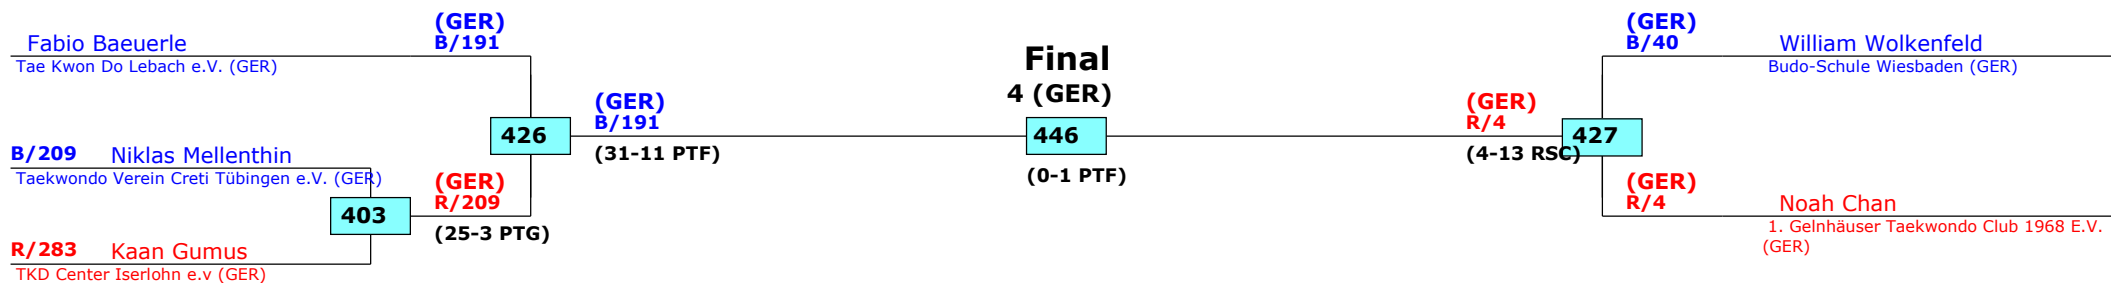 (GER)
B/191
Fabio Baeuerle
Tae Kwon Do Lebach e.V. (GER)
B/209 Niklas Mellenthin
Taekwondo Verein Creti Tübingen e.V. (GER)
403
R/283 Kaan Gumus
TKD Center Iserlohn e.v (GER)
(GER)
R/209
(25-3 PTG)
426
(GER)
B/191
(31-11 PTF)
Final
4 (GER)
446
(0-1 PTF)
(GER)
R/4
(4-13 RSC)
427
(GER)
B/40
William Wolkenfeld
Budo-Schule Wiesbaden (GER)
(GER)
R/4
Noah Chan
1. Gelnhäuser Taekwondo Club 1968 E.V.
(GER)